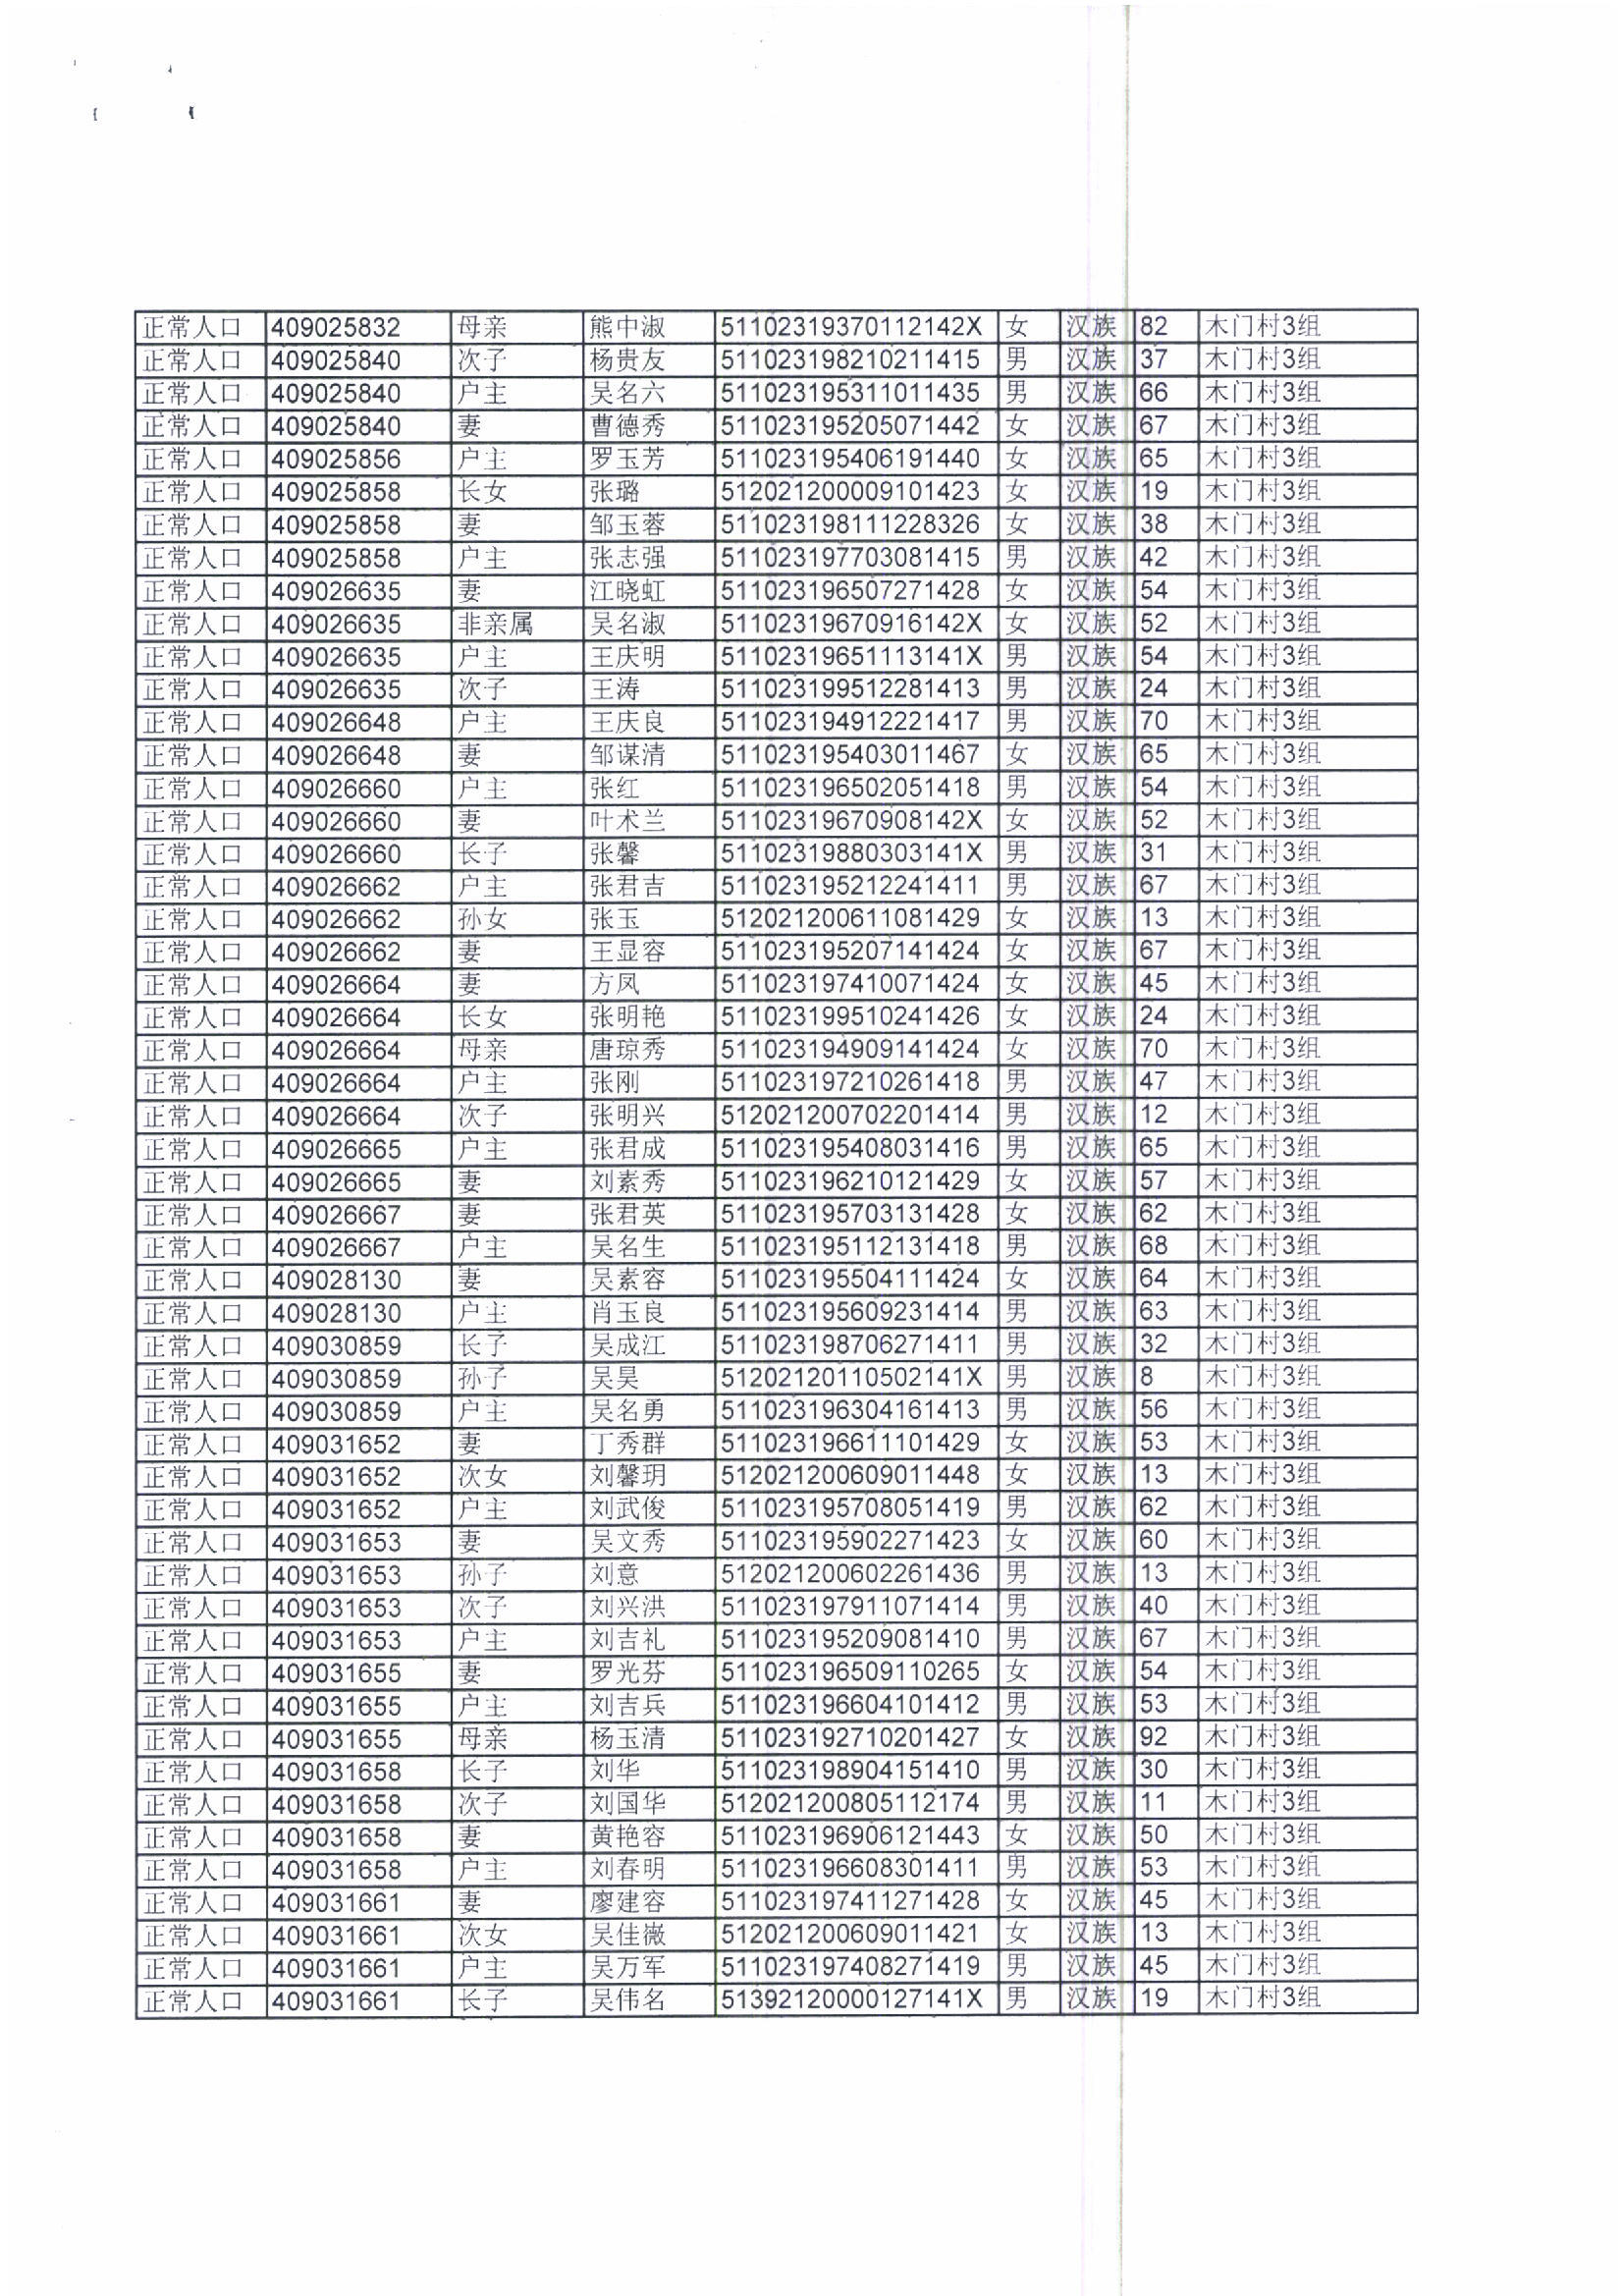 正常人口 409025832 母亲 熊中淑 51102319370112142X 女 汉族 82 木门村3组
正常人口 409025840 次子 杨贵友 511023198210211415 男 汉族 37 木门村3组
正常人口 409025840 户主 吴名六 511023195311011435 男 汉族 66 木门村3组
正常人口 409025840 妻 曹德秀 511023195205071442 女 汉族 67 木门村3组
正常人口 409025856 户主 罗玉芳 511023195406191440 女 汉族 65 木门村3组
正常人口 409025858 长女 张璐 512021200009101423 女 汉族 19 木门村3组
正常人口 409025858 妻 邹玉蓉 511023198111228326 女 汉族 38 木门村3组
正常人口 409025858 户主 张志强 511023197703081415 男 汉族 42 木门村3组
正常人口 409026635 妻 江晓虹 511023196507271428 女 汉族 54 木门村3组
正常人口 409026635 非亲属 吴名淑 51102319670916142X 女 汉族 52 木门村3组
正常人口 409026635 户主 王庆明 51102319651113141X 男 汉族 54 木门村3组
正常人口 409026635 次子 王涛 511023199512281413 男 汉族 24 木门村3组
正常人口 409026648 户主 王庆良 511023194912221417 男 汉族 70 木门村3组
正常人口 409026648 妻 邹谋清 511023195403011467 女 汉族 65 木门村3组
正常人口 409026660 户主 张红 511023196502051418 男 汉族 54 木门村3组
正常人口 409026660 妻 叶术兰 51102319670908142X 女 汉族 52 木门村3组
正常人口 409026660 长子 张馨 51102319880303141X 男 汉族 31 木门村3组
正常人口 409026662 户主 张君吉 511023195212241411 男 汉族 67 木门村3组
正常人口 409026662 孙女 张玉 512021200611081429 女 汉族 13 木门村3组
正常人口 409026662 妻 王显容 511023195207141424 女 汉族 67 木门村3组
正常人口 409026664 妻 方凤 511023197410071424 女 汉族 45 木门村3组
正常人口 409026664 长女 张明艳 511023199510241426 女 汉族 24 木门村3组
正常人口 409026664 母亲 唐琼秀 511023194909141424 女 汉族 70 木门村3组
正常人口 409026664 户主 张刚 511023197210261418 男 汉族 47 木门村3组
正常人口 409026664 次子 张明兴 512021200702201414 男 汉族 12 木门村3组
正常人口 409026665 户主 张君成 511023195408031416 男 汉族 65 木门村3组
正常人口 409026665 妻 刘素秀 511023196210121429 女 汉族 57 木门村3组
正常人口 409026667 妻 张君英 511023195703131428 女 汉族 62 木门村3组
正常人口 409026667 户主 吴名生 511023195112131418 男 汉族 68 木门村3组
正常人口 409028130 妻 吴素容 511023195504111424 女 汉族 64 木门村3组
正常人口 409028130 户主 肖玉良 511023195609231414 男 汉族 63 木门村3组
正常人口 409030859 长子 吴成江 511023198706271411 男 汉族 32 木门村3组
正常人口 409030859 孙子 吴昊 51202120110502141X 男 汉族 8 木门村3组
正常人口 409030859 户主 吴名勇 511023196304161413 男 汉族 56 木门村3组
正常人口 409031652 妻 丁秀群 511023196611101429 女 汉族 53 木门村3组
正常人口 409031652 次女 刘馨玥 512021200609011448 女 汉族 13 木门村3组
正常人口 409031652 户主 刘武俊 511023195708051419 男 汉族 62 木门村3组
正常人口 409031653 妻 吴文秀 511023195902271423 女 汉族 60 木门村3组
正常人口 409031653 孙子 刘意 512021200602261436 男 汉族 13 木门村3组
正常人口 409031653 次子 刘兴洪 511023197911071414 男 汉族 40 木门村3组
正常人口 409031653 户主 刘吉礼 511023195209081410 男 汉族 67 木门村3组
正常人口 409031655 妻 罗光芬 511023196509110265 女 汉族 54 木门村3组
正常人口 409031655 户主 刘吉兵 511023196604101412 男 汉族 53 木门村3组
正常人口 409031655 母亲 杨玉清 511023192710201427 女 汉族 92 木门村3组
正常人口 409031658 长子 刘华 511023198904151410 男 汉族 30 木门村3组
正常人口 409031658 次子 刘国华 512021200805112174 男 汉族 11 木门村3组
正常人口 409031658 妻 黄艳容 511023196906121443 女 汉族 50 木门村3组
正常人口 409031658 户主 刘春明 511023196608301411 男 汉族 53 木门村3组
正常人口 409031661 妻 廖建容 511023197411271428 女 汉族 45 木门村3组
正常人口 409031661 次女 吴佳嶶 512021200609011421 女 汉族 13 木门村3组
正常人口 409031661 户主 吴万军 511023197408271419 男 汉族 45 木门村3组
正常人口 409031661 长子 吴伟名 51392120000127141X 男 汉族 19 木门村3组